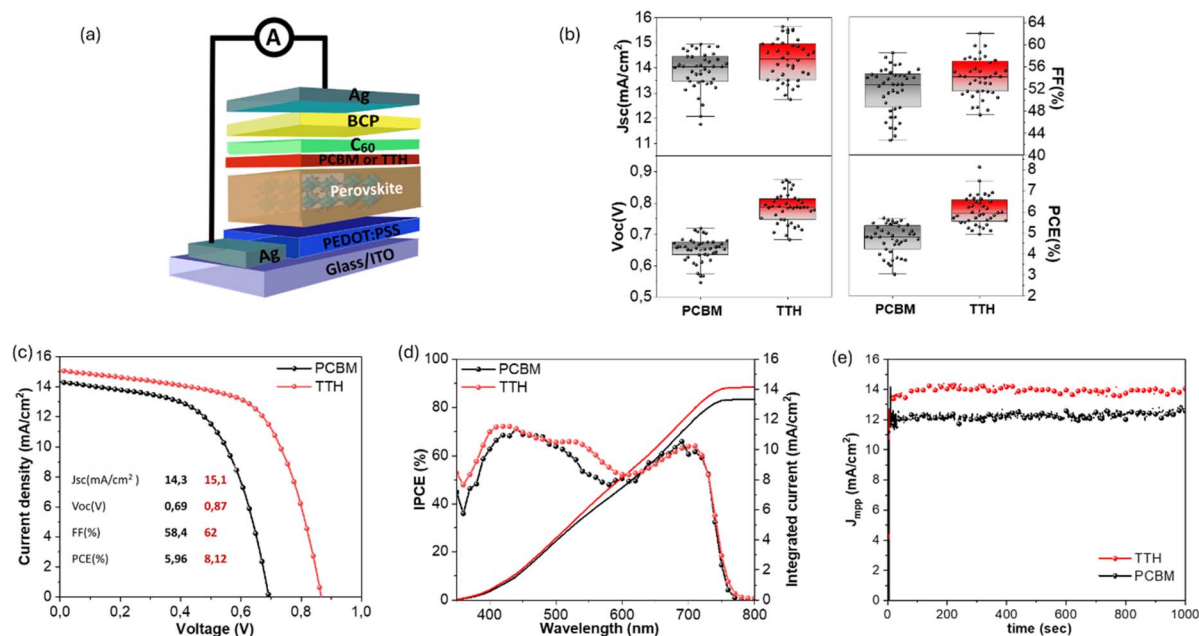 (a)
A
Ag
BCP
C60
PCBM or TTH
Perovskite
PEDOT:PSS
Ag
Glass/ITO
(b)
16
15
14
13
12
11
Jsc(mA/cm²)
64
60
56
52
48
44
40
FF(%)
0,9
0,8
0,7
0,6
0,5
Voc(V)
8
7
6
5
4
3
2
PCE(%)
PCBM TTH
PCBM TTH
(c)
16
14
12
10
8
6
4
2
0
Current density (mA/cm²)
PCBM
TTH
Jsc(mA/cm²) 14,3 15,1
Voc(V) 0,69 0,87
FF(%) 58,4 62
PCE(%) 5,96 8,12
0,0 0,2 0,4 0,6 0,8 1,0
Voltage (V)
(d)
100
80
60
40
20
0
IPCE (%)
PCBM
TTH
16
14
12
10
8
6
4
2
0
Integrated current (mA/cm²)
400 500 600 700 800
Wavelength (nm)
(e)
16
14
12
10
8
6
4
2
0
Jmpp (mA/cm²)
TTH
PCBM
0 200 400 600 800 1000
time (sec)